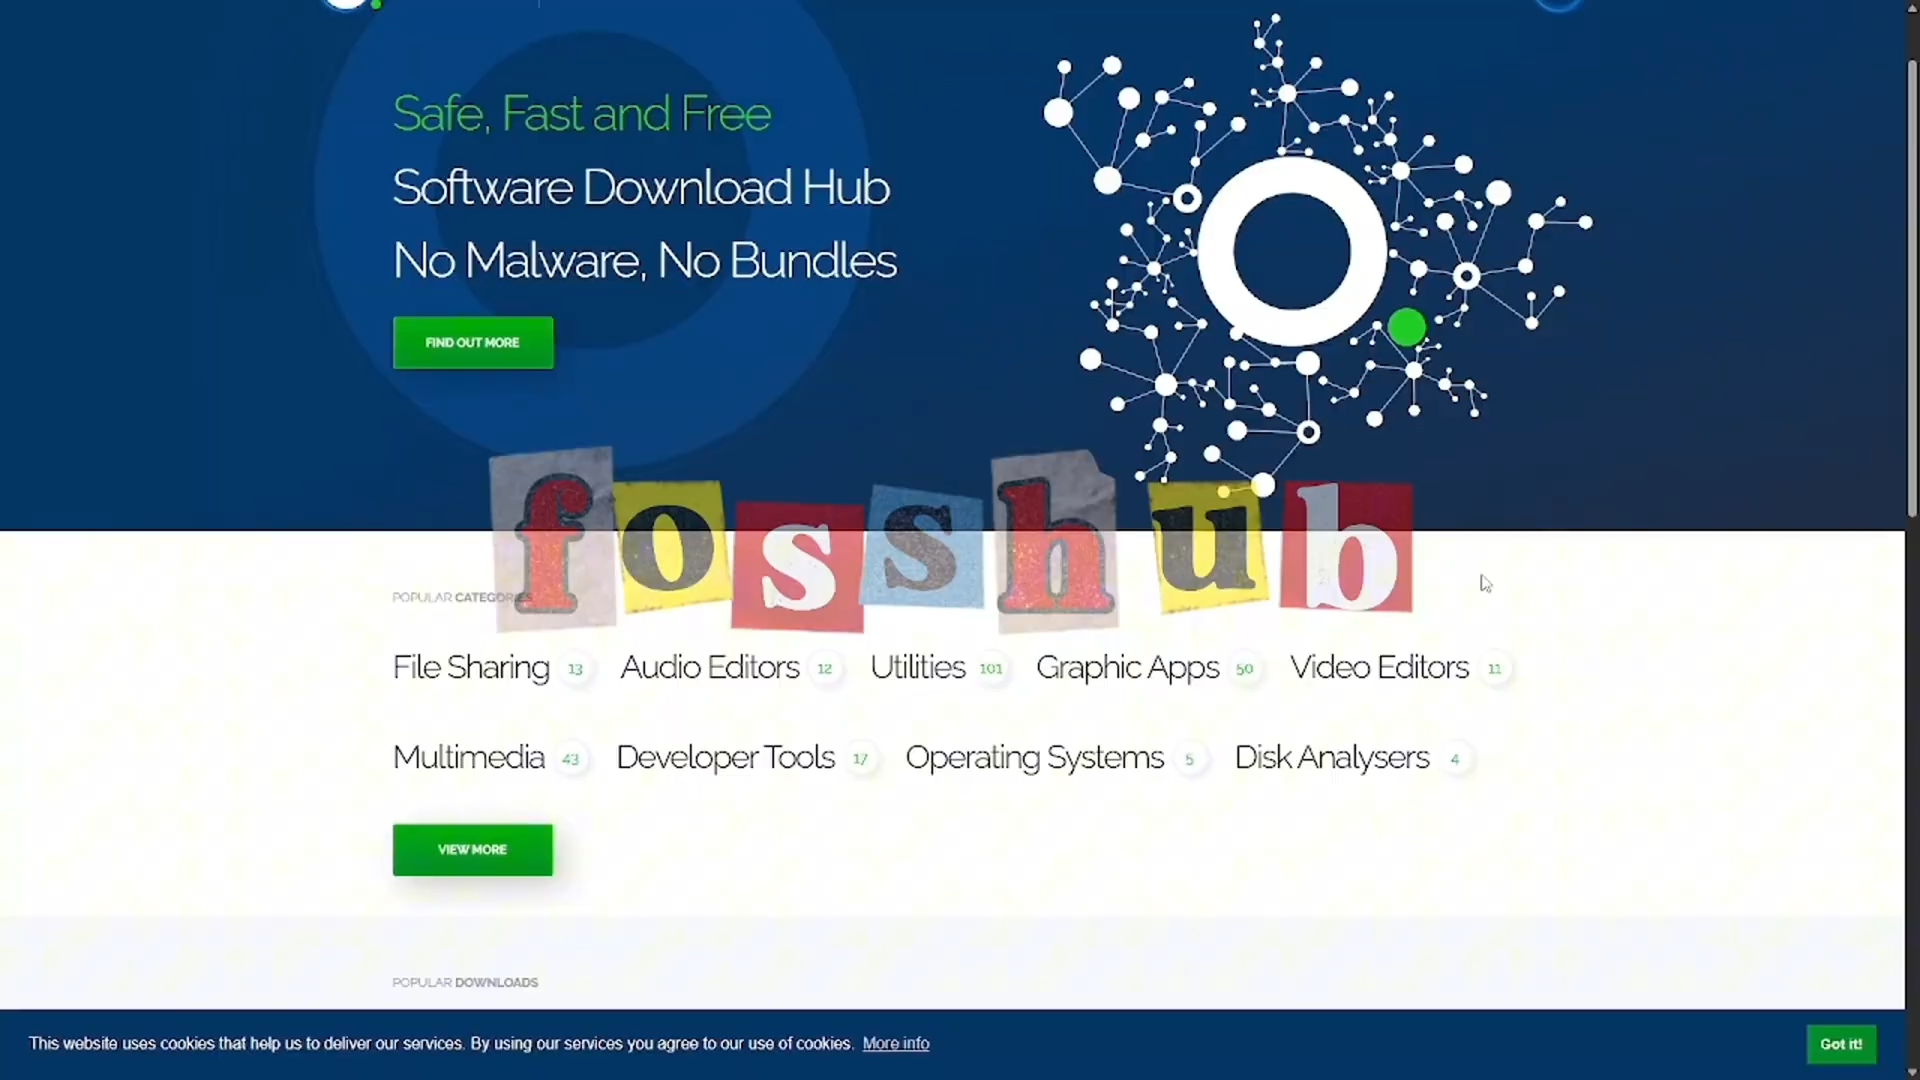 Safe, Fast and Free
Software Download Hub
No Malware, No Bundles
FIND OUT MORE
fosshub
POPULAR CATEGORIES
File Sharing 13 Audio Editors 12 Utilities 101 Graphic Apps 50 Video Editors 11
Multimedia 43 Developer Tools 17 Operating Systems 5 Disk Analysers 4
VIEW MORE
POPULAR DOWNLOADS
This website uses cookies that help us to deliver our services. By using our services you agree to our use of cookies. More info
Got it!